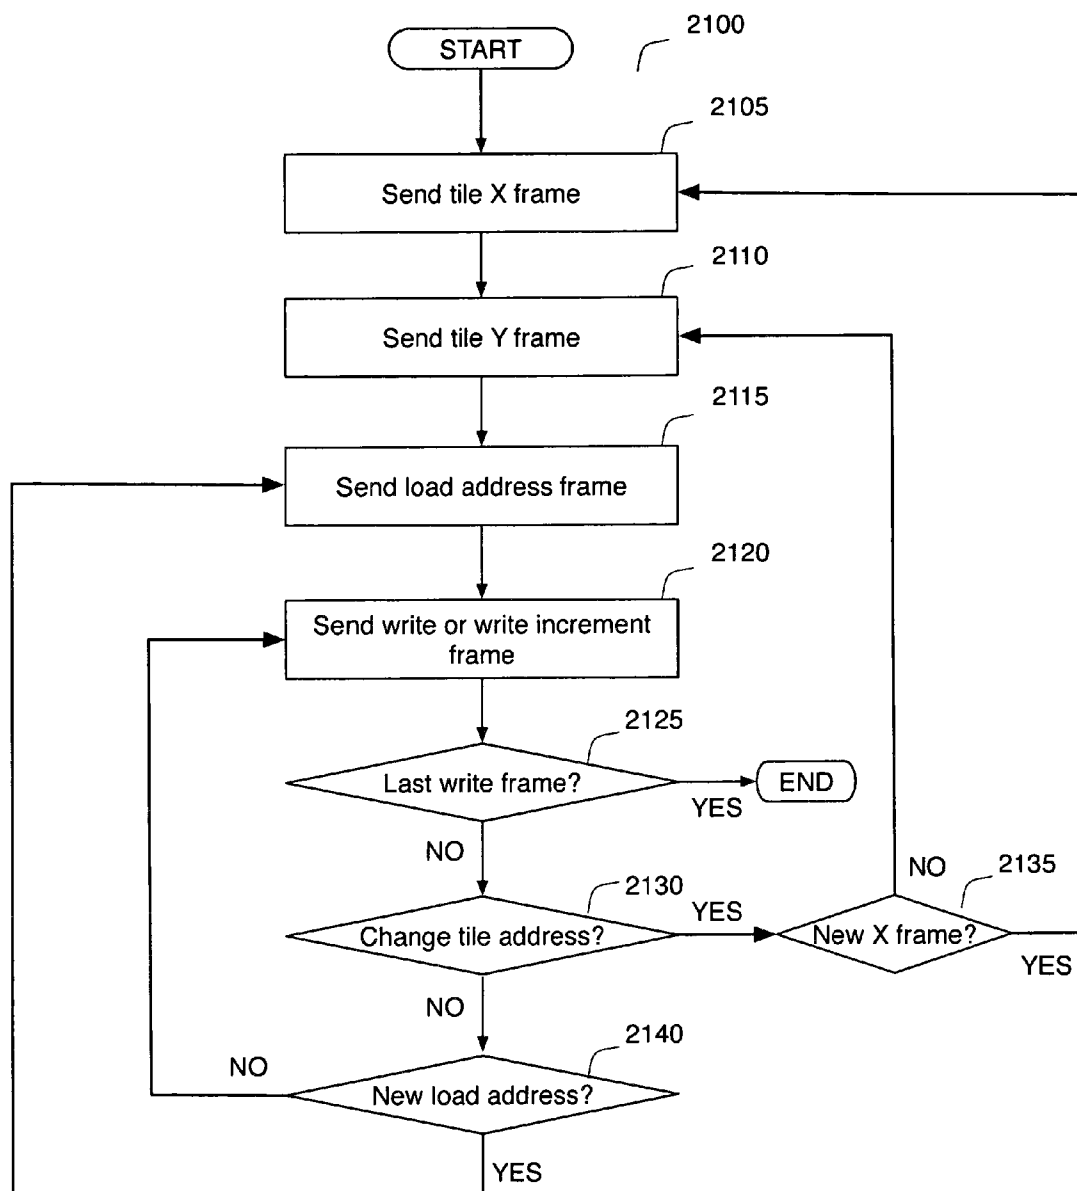 2100
START
2105
Send tile X frame
2110
Send tile Y frame
2115
Send load address frame
2120
Send write or write increment
frame
2125
Last write frame?
YES
END
NO
2130
Change tile address?
YES
NO
2135
New X frame?
YES
NO
2140
New load address?
NO
YES